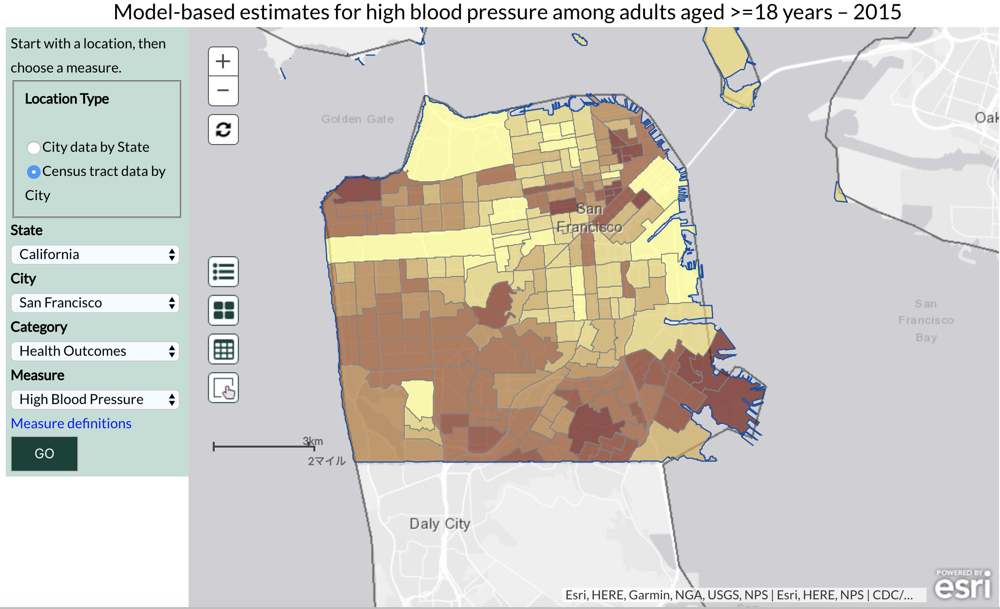 Model-based estimates for high blood pressure among adults aged >=18 years – 2015
Start with a location, then
choose a measure.
Location Type
City data by State
Census tract data by
City
State
California
City
San Francisco
Category
Health Outcomes
Measure
High Blood Pressure
Measure definitions
GO
+
−
3km
2マイル
Golden Gate
San
Francisco
Oak
San
Francisco
Bay
Daly City
POWERED BY
esri
Esri, HERE, Garmin, NGA, USGS, NPS | Esri, HERE, NPS | CDC/...